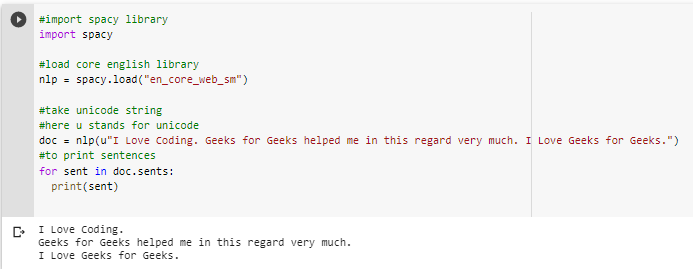 #import spacy library
import spacy
#load core english library
nlp = spacy.load("en_core_web_sm")
#take unicode string
#here u stands for unicode
doc = nlp(u"I Love Coding. Geeks for Geeks helped me in this regard very much. I Love Geeks for Geeks.")
#to print sentences
for sent in doc.sents:
  print(sent)
I Love Coding.
Geeks for Geeks helped me in this regard very much.
I Love Geeks for Geeks.